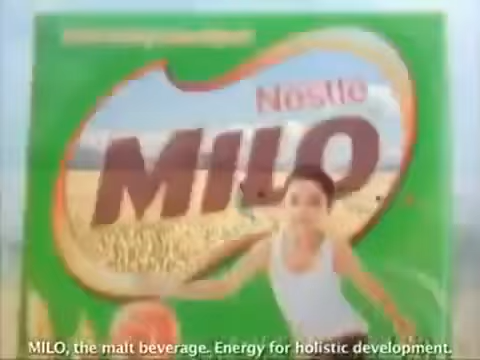 Nestle
MILO
MILO, the malt beverage. Energy for holistic development.